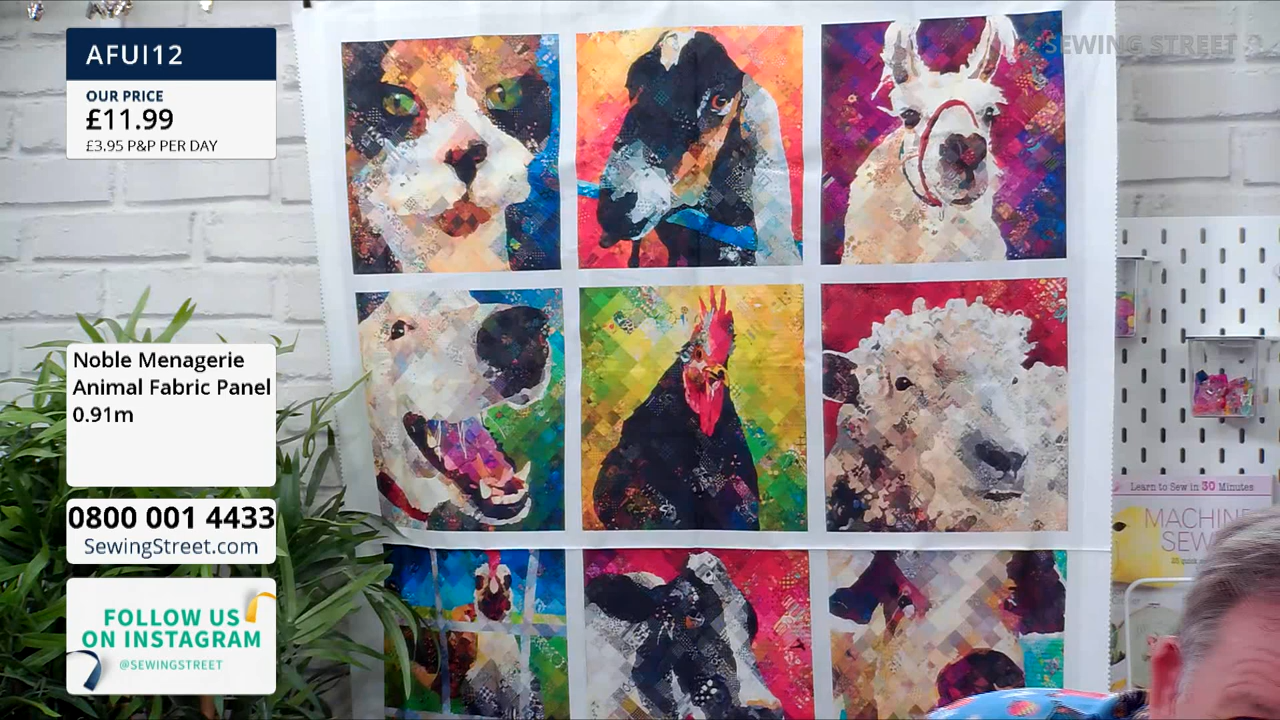 AFUI12
OUR PRICE
£11.99
£3.95 P&P PER DAY
SEWING STREET
Noble Menagerie
Animal Fabric Panel
0.91m
0800 001 4433
SewingStreet.com
FOLLOW US
ON INSTAGRAM
@SEWINGSTREET
Learn to Sew in 30 Minutes
MACHINE
SEW